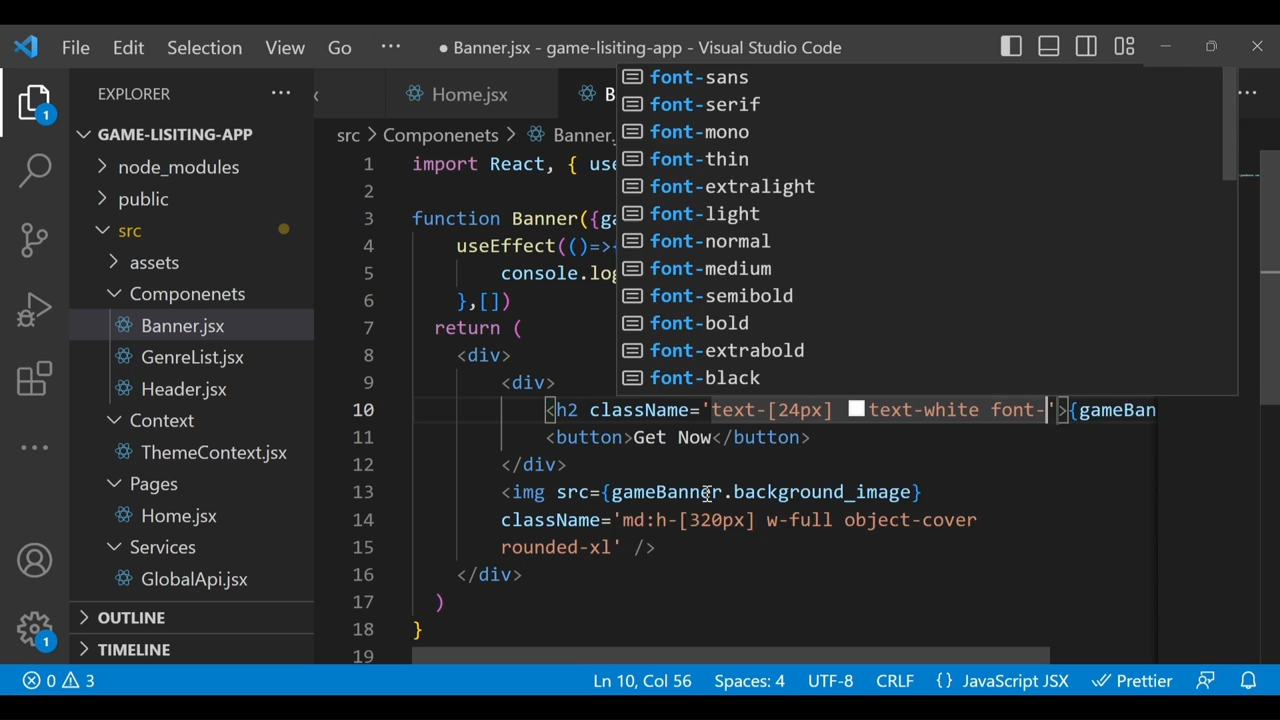 File Edit Selection View Go ··· ● Banner.jsx - game-lisiting-app - Visual Studio Code
EXPLORER ···
Home.jsx
B
GAME-LISITING-APP
node_modules
public
src
assets
Componenets
Banner.jsx
GenreList.jsx
Header.jsx
Context
ThemeContext.jsx
Pages
Home.jsx
Services
GlobalApi.jsx
OUTLINE
TIMELINE
1
1
src > Componenets > Banner.
1 import React, { use
2
3 function Banner({ga
4 useEffect(()=>{
5 console.log
6 },[])
7 return (
8 <div>
9 <div>
10 <h2 className='text-[24px] text-white font-'>{gameBan
11 <button>Get Now</button>
12 </div>
13 <img src={gameBanner.background_image}
14 className='md:h-[320px] w-full object-cover
15 rounded-xl' />
16 </div>
17 )
18 }
19
font-sans
font-serif
font-mono
font-thin
font-extralight
font-light
font-normal
font-medium
font-semibold
font-bold
font-extrabold
font-black
0 3 Ln 10, Col 56 Spaces: 4 UTF-8 CRLF {} JavaScript JSX Prettier